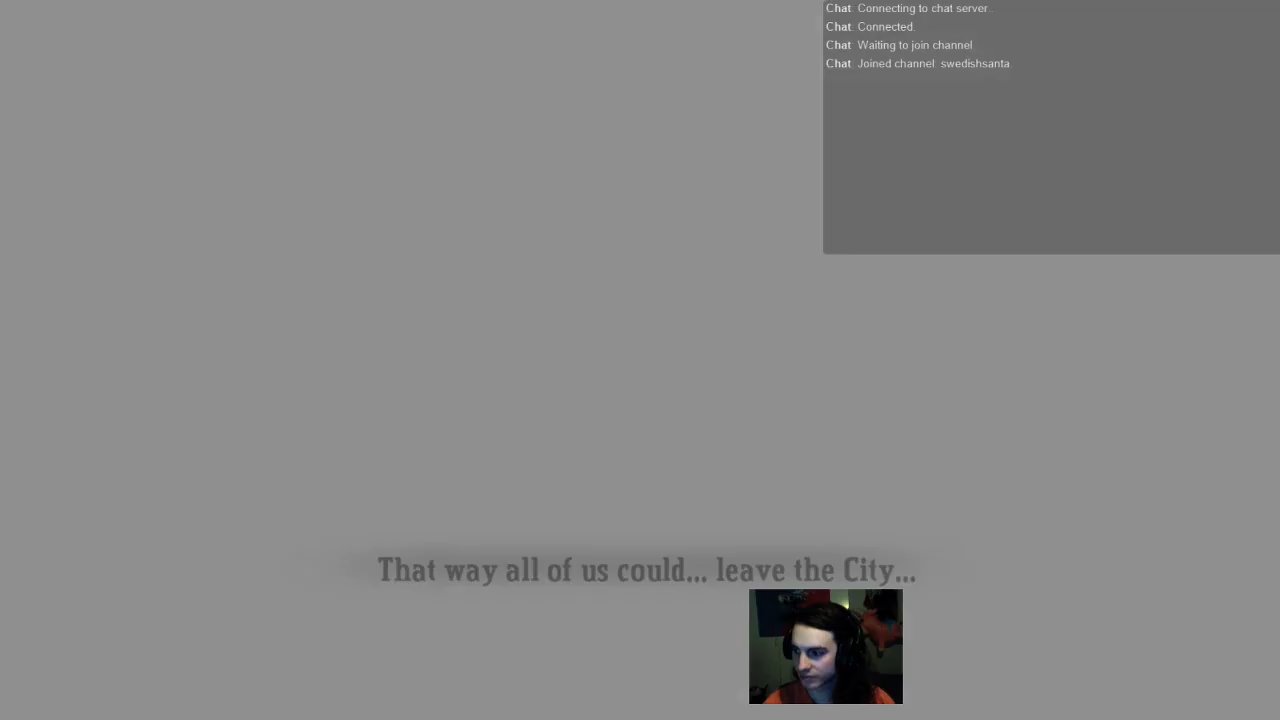 Chat Connecting to chat server..
Chat Connected.
Chat Waiting to join channel
Chat Joined channel swedishsanta
That way all of us could... leave the City...